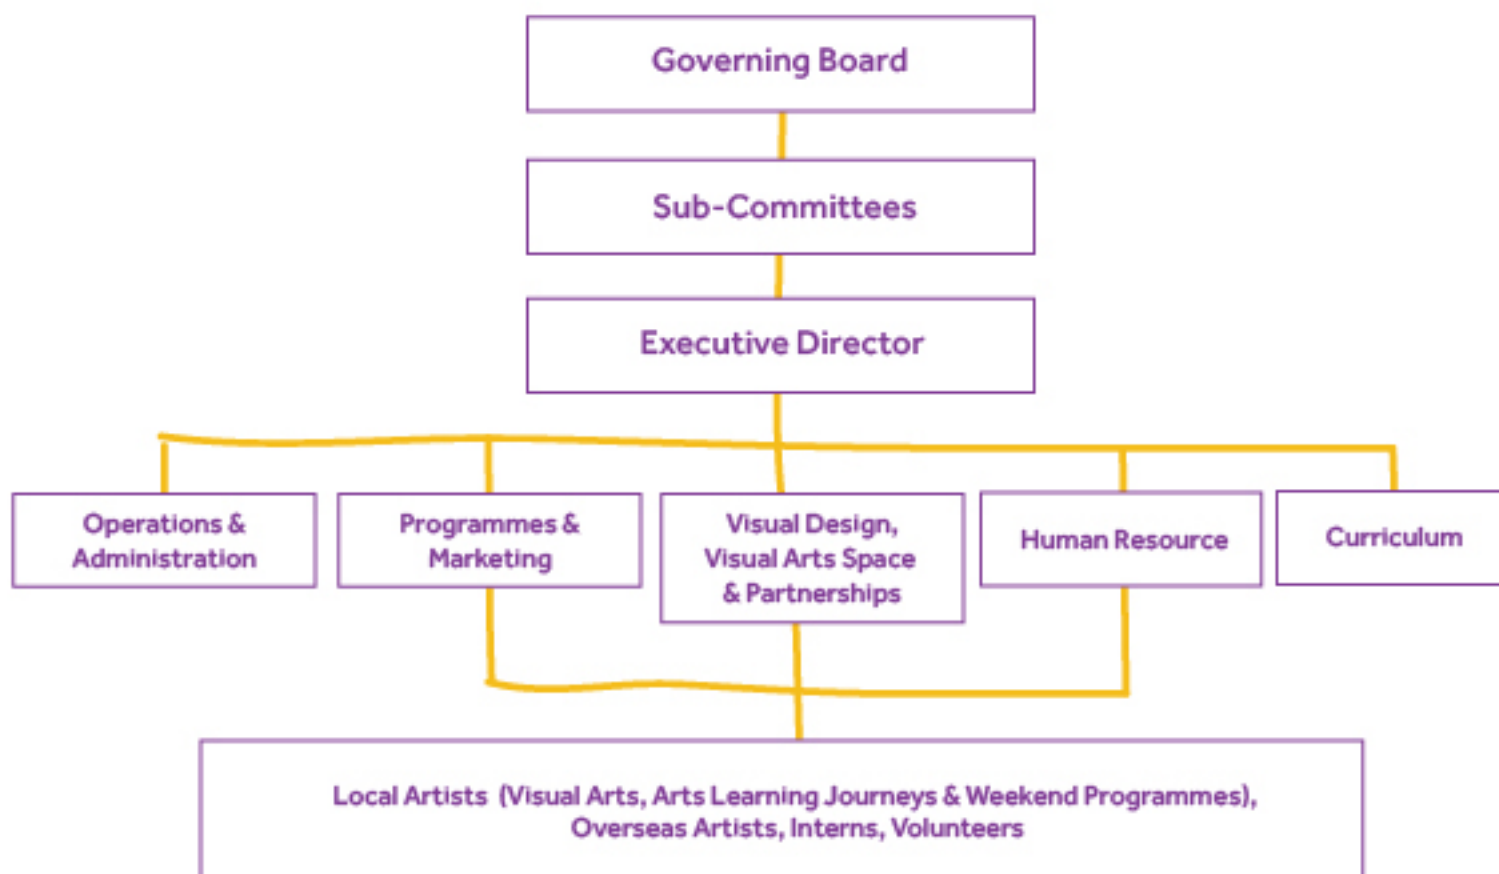 Governing Board
Sub-Committees
Executive Director
Operations &
Administration
Programmes &
Marketing
Visual Design,
Visual Arts Space
& Partnerships
Human Resource
Curriculum
Local Artists (Visual Arts, Arts Learning Journeys & Weekend Programmes),
Overseas Artists, Interns, Volunteers